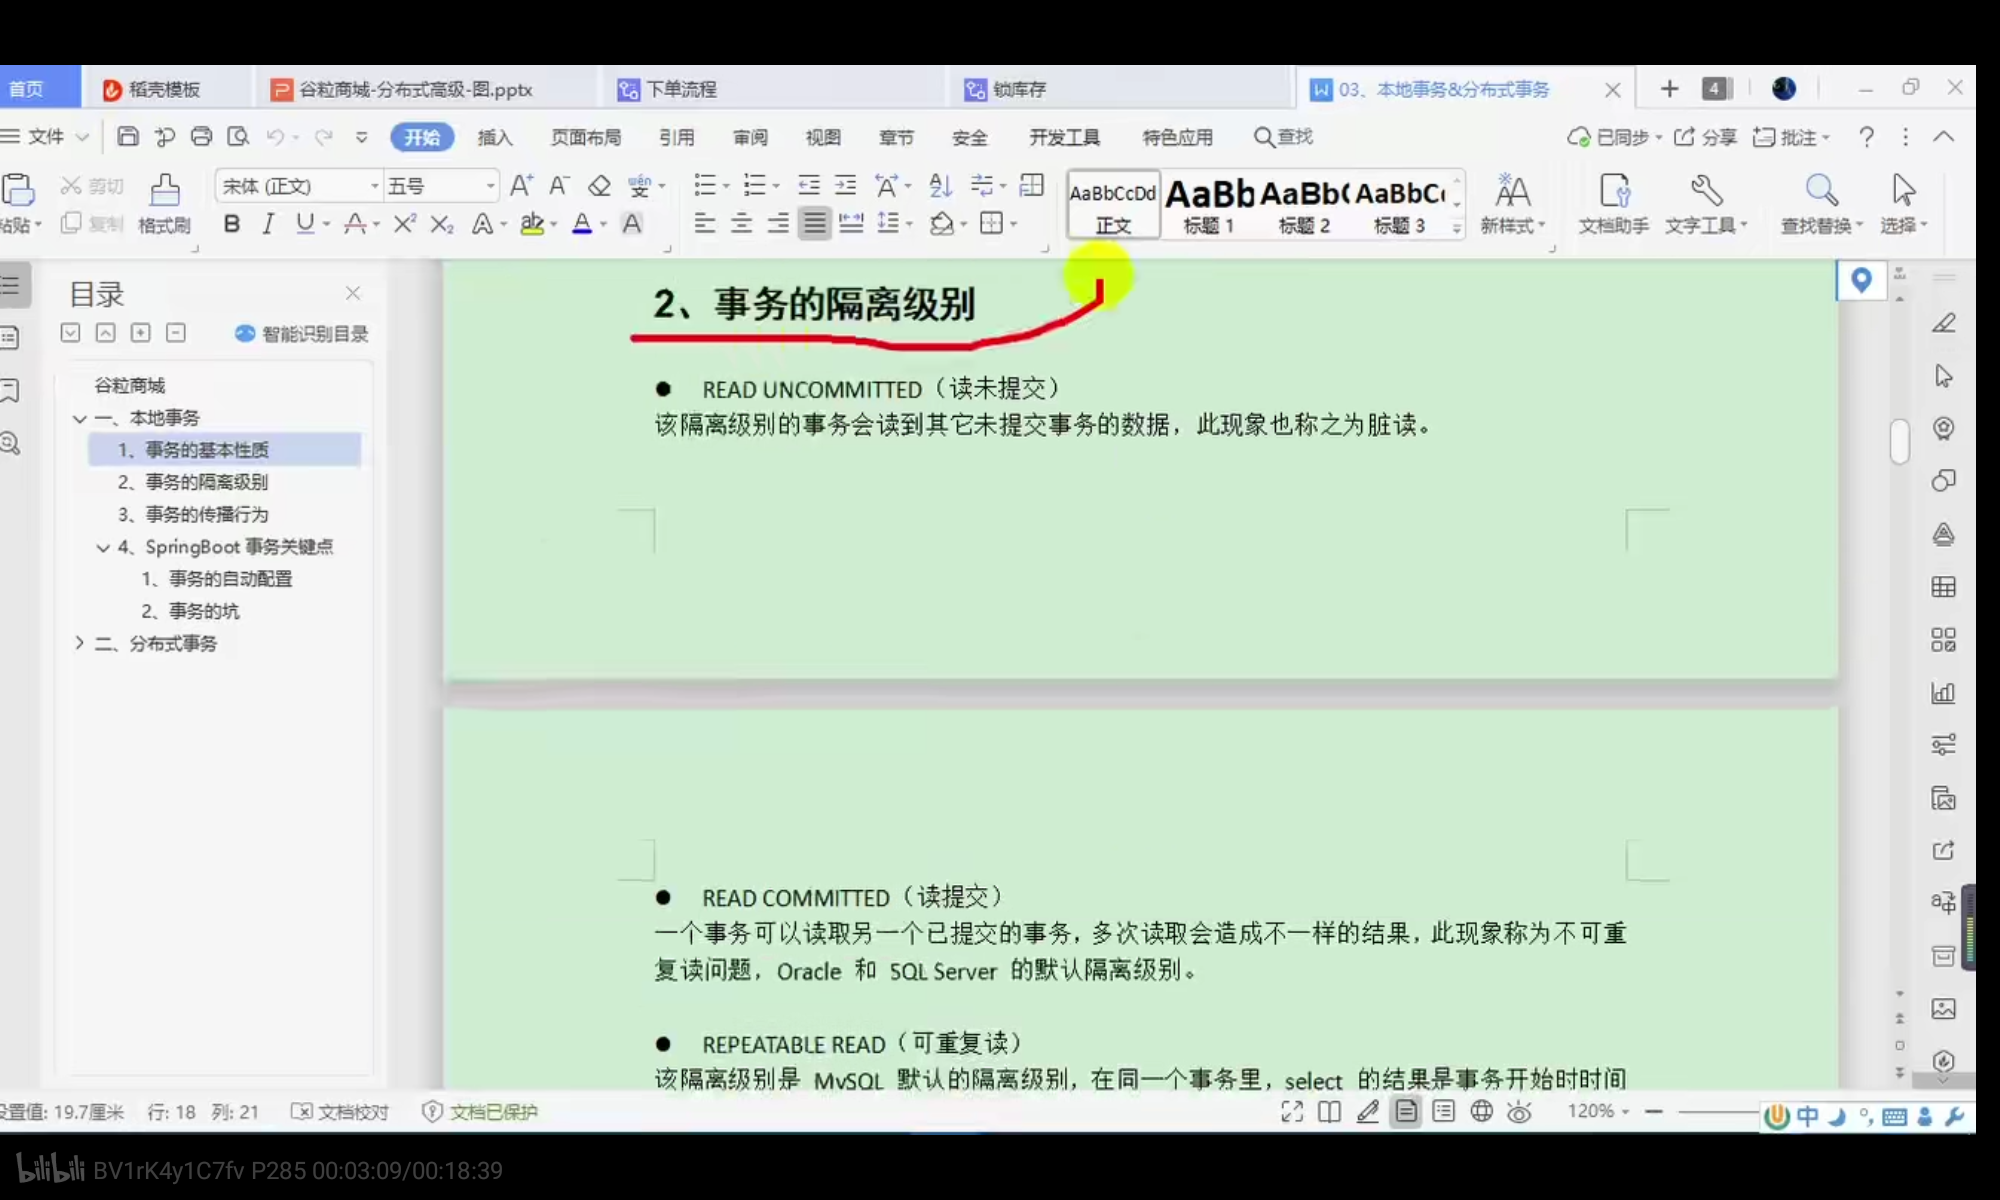 首页
稻壳模板
谷粒商城-分布式高级-图.pptx
下单流程
锁库存
03、本地事务&分布式事务
4
文件
开始
插入
页面布局
引用
审阅
视图
章节
安全
开发工具
特色应用
查找
已同步
分享
批注
粘贴
剪切
复制
格式刷
宋体 (正文)
五号
AaBbCcDd
正文
AaBb
标题 1
AaBb(
标题 2
AaBbC
标题 3
新样式
文档助手
文字工具
查找替换
选择
目录
智能识别目录
谷粒商城
一、本地事务
1、事务的基本性质
2、事务的隔离级别
3、事务的传播行为
4、SpringBoot 事务关键点
1、事务的自动配置
2、事务的坑
二、分布式事务
2、事务的隔离级别
● READ UNCOMMITTED（读未提交）
该隔离级别的事务会读到其它未提交事务的数据，此现象也称之为脏读。
● READ COMMITTED（读提交）
一个事务可以读取另一个已提交的事务，多次读取会造成不一样的结果，此现象称为不可重
复读问题，Oracle 和 SQL Server 的默认隔离级别。
● REPEATABLE READ（可重复读）
该隔离级别是 MySQL 默认的隔离级别，在同一个事务里，select 的结果是事务开始时时间
设置值: 19.7厘米
行: 18
列: 21
文档校对
文档已保护
120%
中
bilibili BV1rK4y1C7fv P285 00:03:09/00:18:39